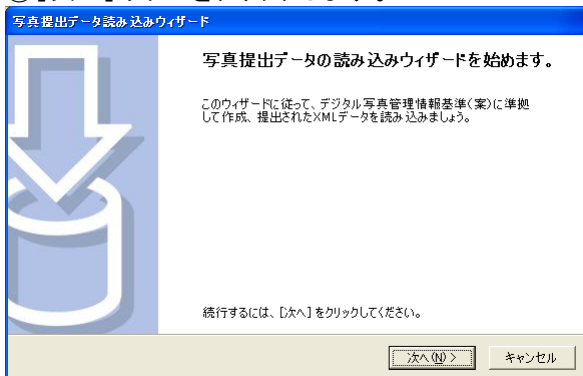 写真提出データ読み込みウィザード
写真提出データの読み込みウィザードを始めます。
このウィザードに従って、デジタル写真管理情報基準(案)に準拠
して作成、提出されたXMLデータを読み込みましょう。
続行するには、[次へ]をクリックしてください。
次へ(N) >
キャンセル